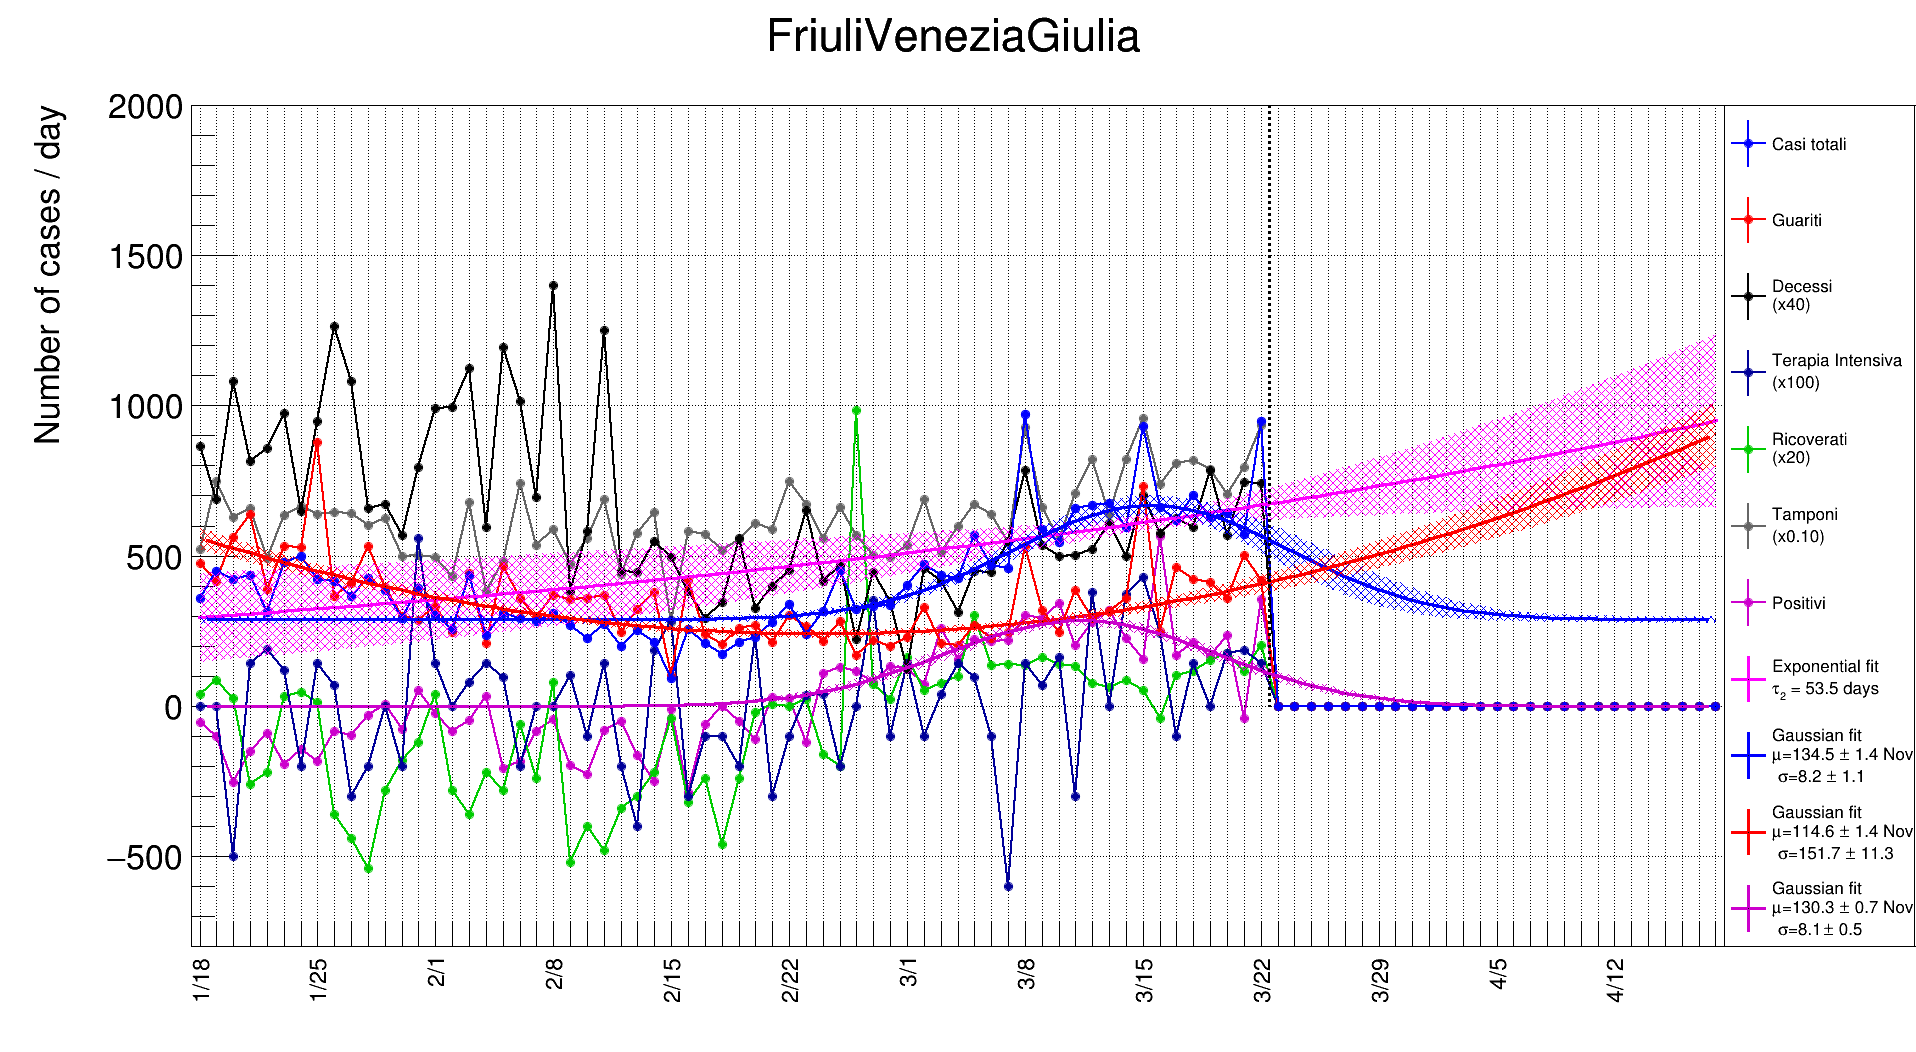 FriuliVeneziaGiulia
Number of cases / day
2000
1500
1000
500
0
−500
1/18
1/25
2/1
2/8
2/15
2/22
3/1
3/8
3/15
3/22
3/29
4/5
4/12
Casi totali
Guariti
Decessi
(x40)
Terapia Intensiva
(x100)
Ricoverati
(x20)
Tamponi
(x0.10)
Positivi
Exponential fit
τ₂ = 53.5 days
Gaussian fit
μ=134.5 ± 1.4 Nov
σ=8.2 ± 1.1
Gaussian fit
μ=114.6 ± 1.4 Nov
σ=151.7 ± 11.3
Gaussian fit
μ=130.3 ± 0.7 Nov
σ=8.1 ± 0.5